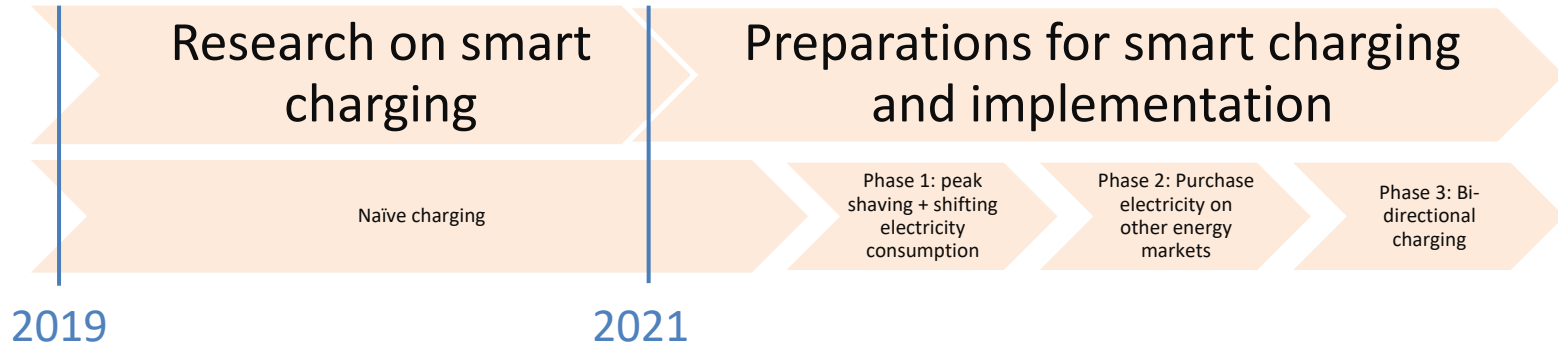 Research on smart
charging
Preparations for smart charging
and implementation
Naïve charging
Phase 1: peak
shaving + shifting
electricity
consumption
Phase 2: Purchase
electricity on
other energy
markets
Phase 3: Bi-
directional
charging
2019
2021